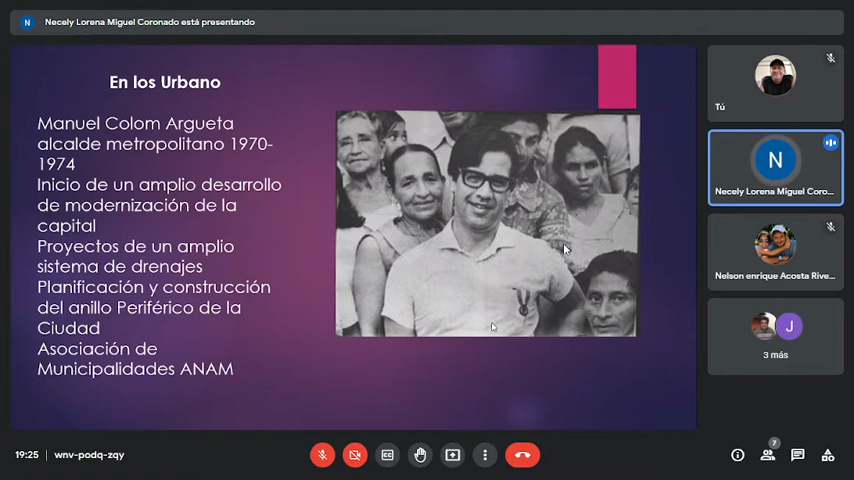 N
Necely Lorena Miguel Coronado está presentando
En los Urbano
Manuel Colom Argueta
alcalde metropolitano 1970-
1974
Inicio de un amplio desarrollo
de modernización de la
capital
Proyectos de un amplio
sistema de drenajes
Planificación y construcción
del anillo Periférico de la
Ciudad
Asociación de
Municipalidades ANAM
Tú
N
Necely Lorena Miguel Coro...
Nelson enrique Acosta Rive...
J
3 más
19:25
wnv-podq-zqy
CC
7